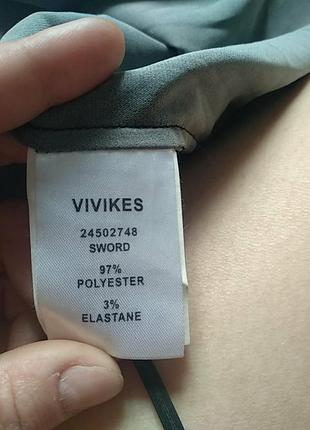 VIVIKES
24502748
SWORD
97%
POLYESTER
3%
ELASTANE